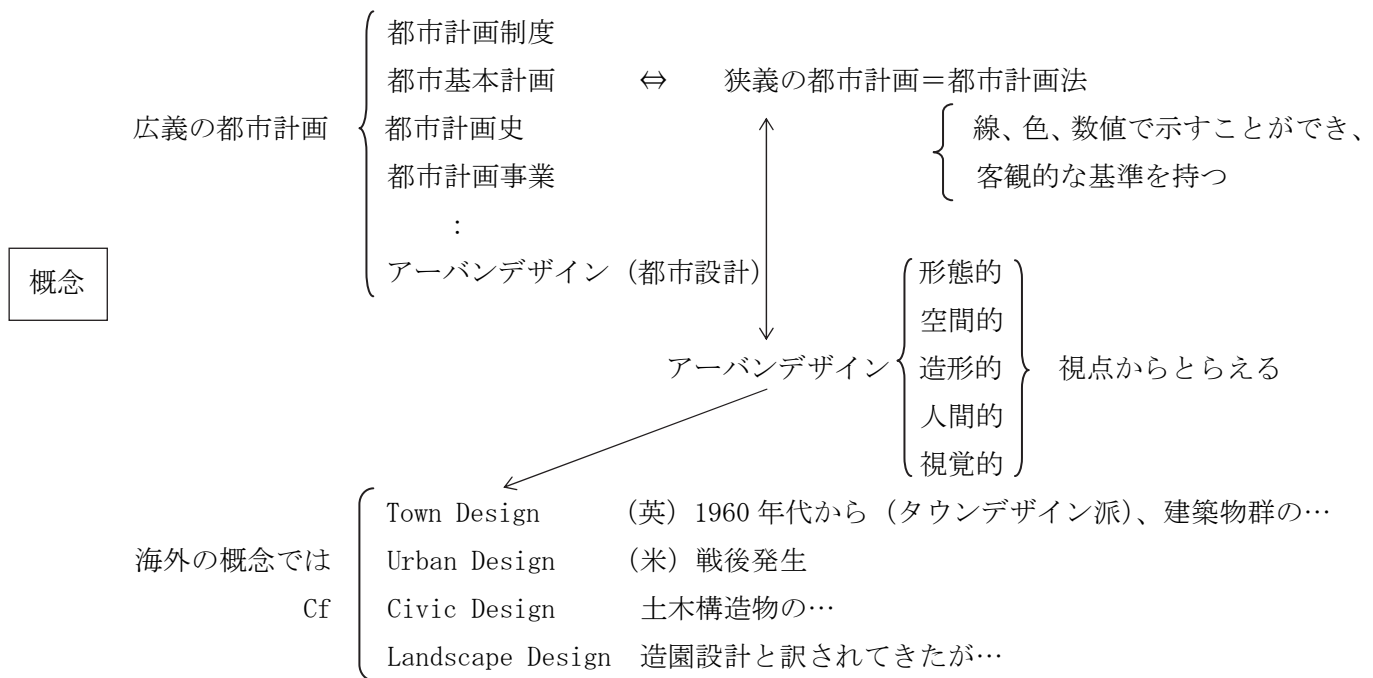 都市計画制度
都市基本計画 ⇔ 狭義の都市計画＝都市計画法
広義の都市計画 都市計画史 線、色、数値で示すことができ、
都市計画事業 客観的な基準を持つ
：
アーバンデザイン（都市設計） 形態的
概念
空間的
アーバンデザイン 造形的 視点からとらえる
人間的
視覚的
Town Design （英）1960 年代から（タウンデザイン派）、建築物群の…
海外の概念では Urban Design （米）戦後発生
Cf Civic Design 土木構造物の…
Landscape Design 造園設計と訳されてきたが…